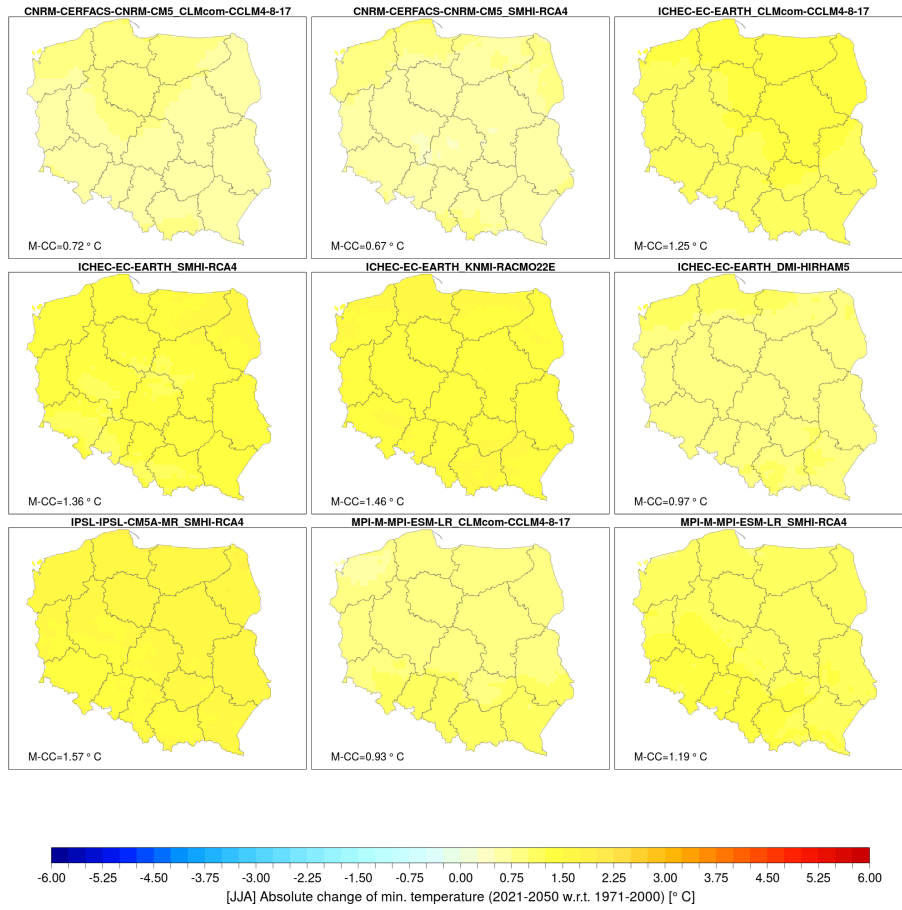 CNRM-CERFACS-CNRM-CM5_CLMcom-CCLM4-8-17
CNRM-CERFACS-CNRM-CM5_SMHI-RCA4
ICHEC-EC-EARTH_CLMcom-CCLM4-8-17
M-CC=0.72 ° C
M-CC=0.67 ° C
M-CC=1.25 ° C
ICHEC-EC-EARTH_SMHI-RCA4
ICHEC-EC-EARTH_KNMI-RACMO22E
ICHEC-EC-EARTH_DMI-HIRHAM5
M-CC=1.36 ° C
M-CC=1.46 ° C
M-CC=0.97 ° C
IPSL-IPSL-CM5A-MR_SMHI-RCA4
MPI-M-MPI-ESM-LR_CLMcom-CCLM4-8-17
MPI-M-MPI-ESM-LR_SMHI-RCA4
M-CC=1.57 ° C
M-CC=0.93 ° C
M-CC=1.19 ° C
-6.00 -5.25 -4.50 -3.75 -3.00 -2.25 -1.50 -0.75 0.00 0.75 1.50 2.25 3.00 3.75 4.50 5.25 6.00
[JJA] Absolute change of min. temperature (2021-2050 w.r.t. 1971-2000) [° C]